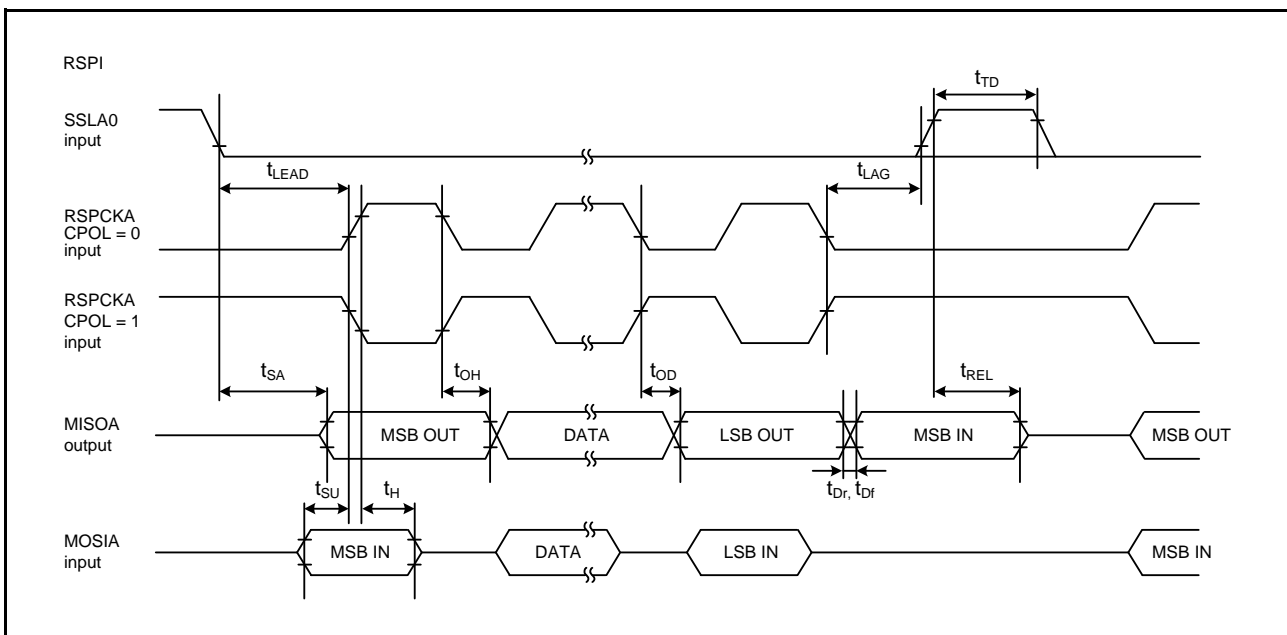 RSPI
SSLA0
input
tTD
tLEAD
tLAG
RSPCKA
CPOL = 0
input
RSPCKA
CPOL = 1
input
tSA
tOH
tOD
tREL
MISOA
output
MSB OUT
DATA
LSB OUT
MSB IN
MSB OUT
tSU
tH
tDr, tDf
MOSIA
input
MSB IN
DATA
LSB IN
MSB IN